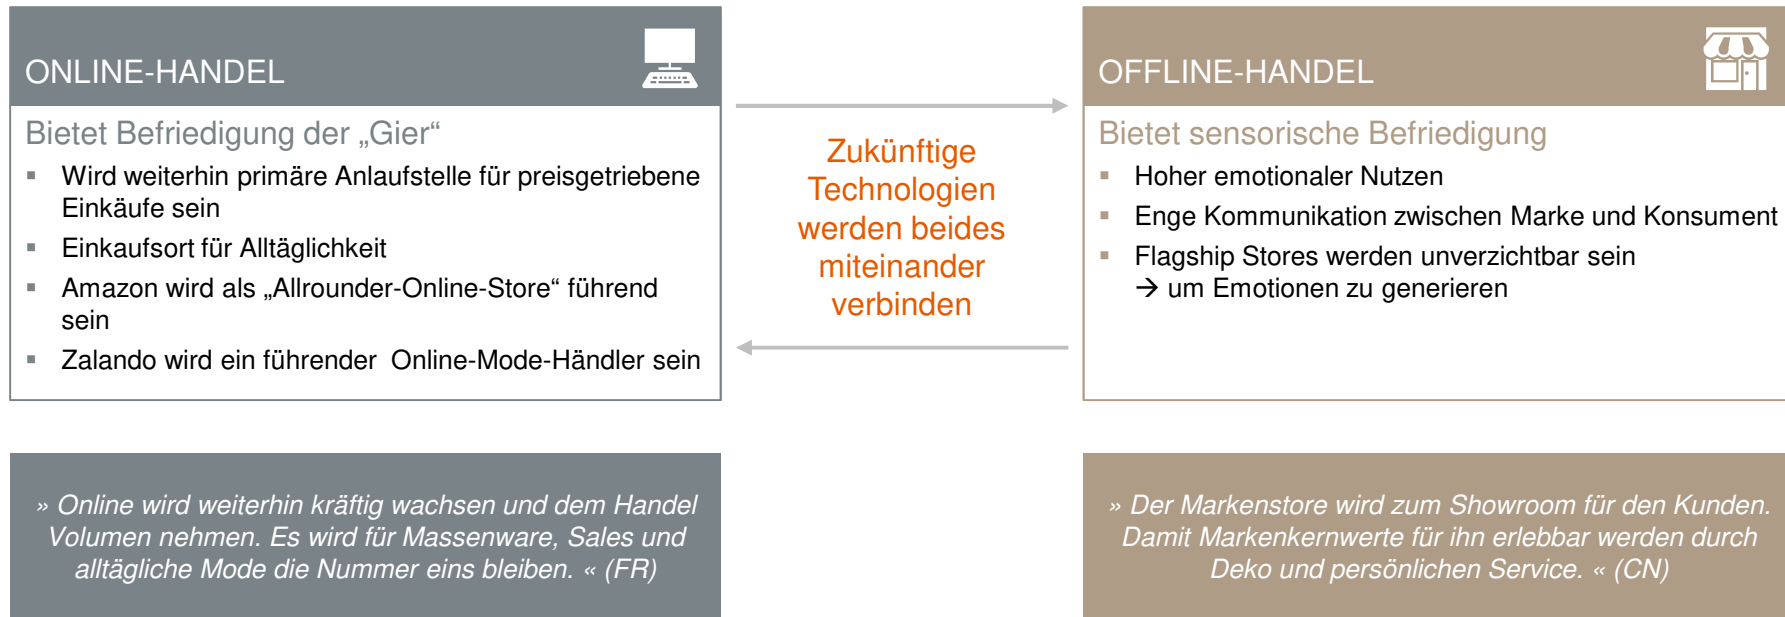 ONLINE-HANDEL
Bietet Befriedigung der „Gier“
▪ Wird weiterhin primäre Anlaufstelle für preisgetriebene
Einkäufe sein
▪ Einkaufsort für Alltäglichkeit
▪ Amazon wird als „Allrounder-Online-Store“ führend
sein
▪ Zalando wird ein führender  Online-Mode-Händler sein
Zukünftige
Technologien
werden beides
miteinander
verbinden
OFFLINE-HANDEL
Bietet sensorische Befriedigung
▪ Hoher emotionaler Nutzen
▪ Enge Kommunikation zwischen Marke und Konsument
▪ Flagship Stores werden unverzichtbar sein
→ um Emotionen zu generieren
» Online wird weiterhin kräftig wachsen und dem Handel
Volumen nehmen. Es wird für Massenware, Sales und
alltägliche Mode die Nummer eins bleiben. « (FR)
» Der Markenstore wird zum Showroom für den Kunden.
Damit Markenkernwerte für ihn erlebbar werden durch
Deko und persönlichen Service. « (CN)